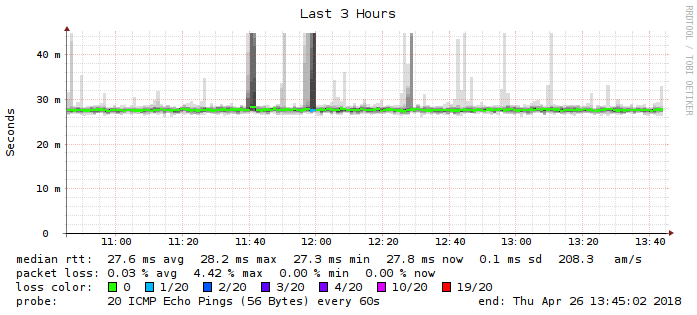 Last 3 Hours
RRDTOOL / TOBI OETIKER
Seconds
40 m
30 m
20 m
10 m
0
11:00 11:20 11:40 12:00 12:20 12:40 13:00 13:20 13:40
median rtt: 27.6 ms avg 28.2 ms max 27.3 ms min 27.8 ms now 0.1 ms sd 208.3 am/s
packet loss: 0.03 % avg 4.42 % max 0.00 % min 0.00 % now
loss color: 0 1/20 2/20 3/20 4/20 10/20 19/20
probe: 20 ICMP Echo Pings (56 Bytes) every 60s end: Thu Apr 26 13:45:02 2018